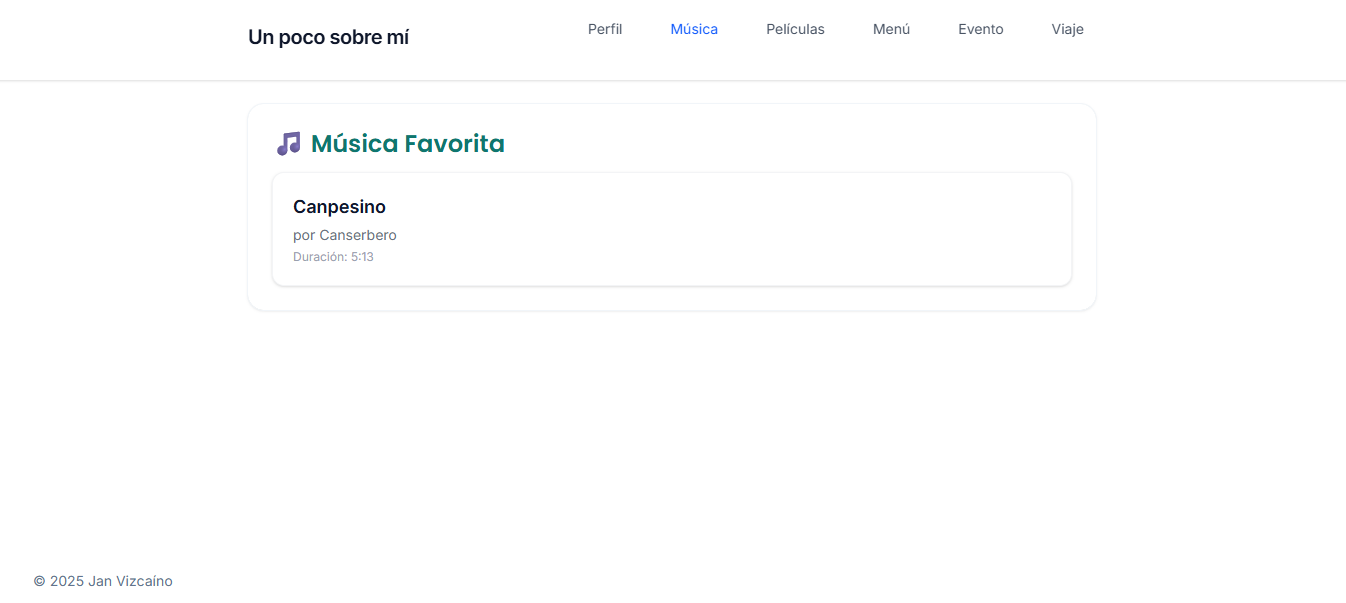 Un poco sobre mí
Perfil Música Películas Menú Evento Viaje
Música Favorita
Canpesino
por Canserbero
Duración: 5:13
© 2025 Jan Vizcaíno